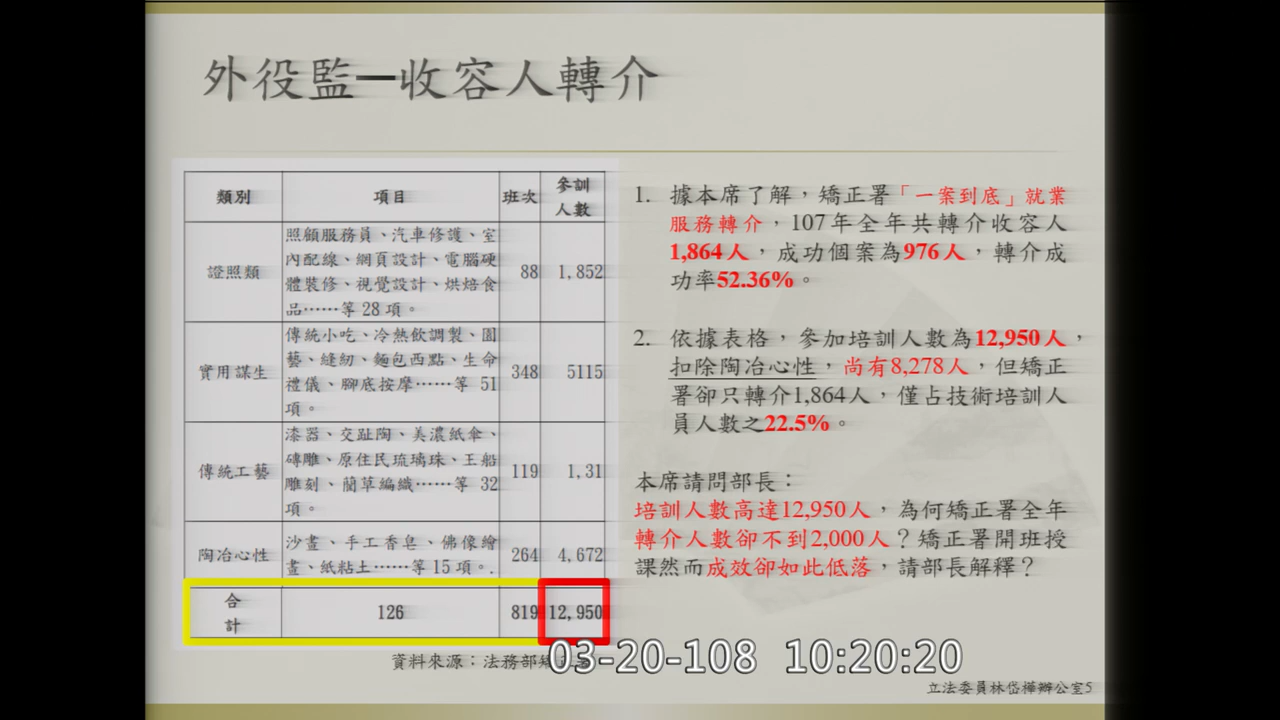 外役監—收容人轉介
類別 項目 班次 參訓
人數
證照類 照顧服務員、汽車修護、室
內配線、網頁設計、電腦硬
體裝修、視覺設計、烘焙食
品⋯⋯等 28 項。 88 1,852
實用謀生 傳統小吃、冷熱飲調製、園
藝、縫紉、麵包西點、生命
禮儀、腳底按摩⋯⋯等 51
項。 348 5115
傳統工藝 漆器、交趾陶、美濃紙傘、
磚雕、原住民琉璃珠、王船
雕刻、藺草編織⋯⋯等 32
項。 119 1,31
陶冶心性 沙畫、手工香皂、佛像繪
畫、紙粘土⋯⋯等 15 項。. 264 4,672
合
計 126 819 12,950
資料來源：法務部
1. 據本席了解，矯正署「一案到底」就業
服務轉介，107年全年共轉介收容人
1,864人，成功個案為976人，轉介成
功率52.36%。
2. 依據表格，參加培訓人數為12,950人，
扣除陶冶心性，尚有8,278人，但矯正
署卻只轉介1,864人，僅占技術培訓人
員人數之22.5%。
本席請問部長：
培訓人數高達12,950人，為何矯正署全年
轉介人數卻不到2,000人？矯正署開班授
課然而成效卻如此低落，請部長解釋？
03-20-108 10:20:20
立法委員林岱樺辦公室5